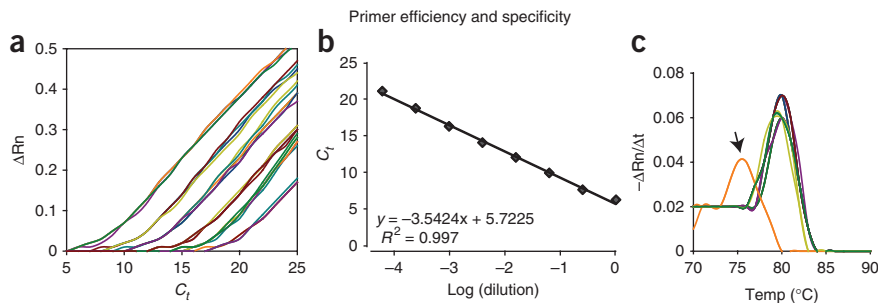 Primer efficiency and specificity
a
ΔRn
0.5
0.4
0.3
0.2
0.1
0
5 10 15 20 25
Cₜ
b
Cₜ
25
20
15
10
5
0
y = −3.5424x + 5.7225
R² = 0.997
−4 −3 −2 −1 0
Log (dilution)
c
−ΔRn/Δt
0.08
0.06
0.04
0.02
0
70 75 80 85 90
Temp (°C)